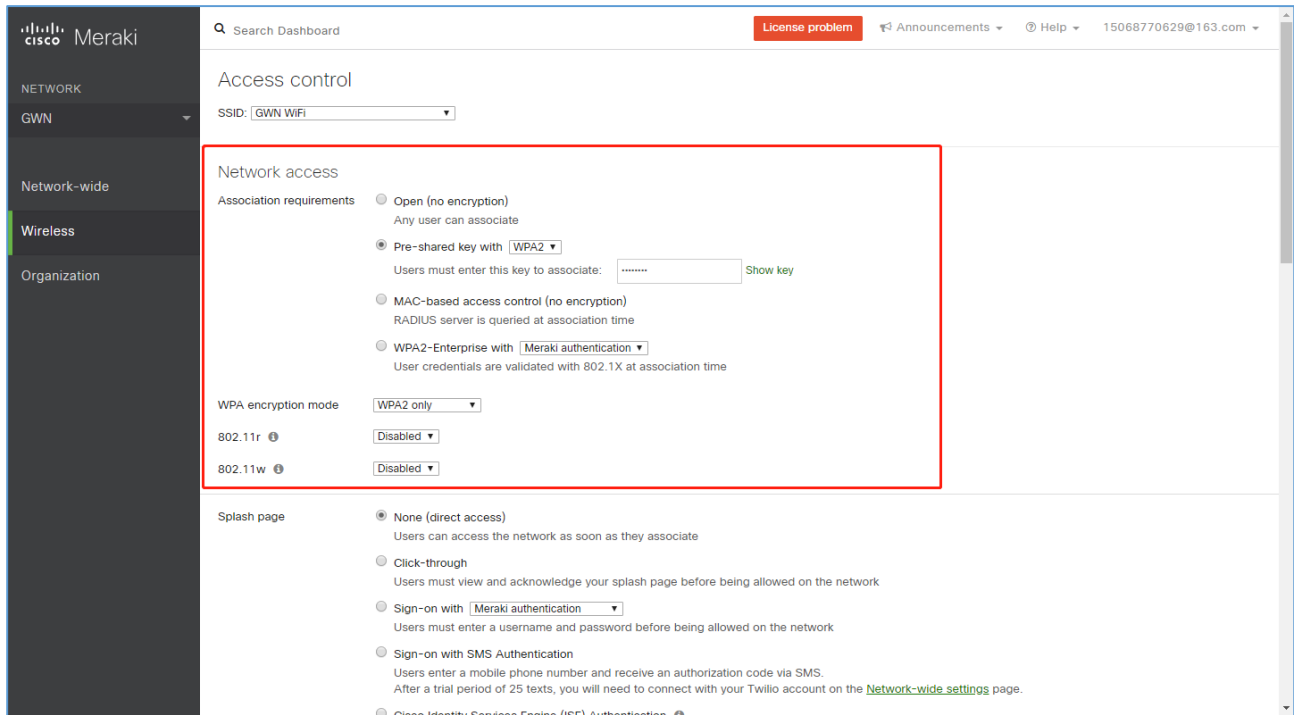 cisco Meraki
Search Dashboard
License problem
Announcements
Help
15068770629@163.com
NETWORK
GWN
Network-wide
Wireless
Organization
Access control
SSID: GWN WiFi
Network access
Association requirements
Open (no encryption)
Any user can associate
Pre-shared key with WPA2
Users must enter this key to associate: •••••••• Show key
MAC-based access control (no encryption)
RADIUS server is queried at association time
WPA2-Enterprise with Meraki authentication
User credentials are validated with 802.1X at association time
WPA encryption mode WPA2 only
802.11r Disabled
802.11w Disabled
Splash page
None (direct access)
Users can access the network as soon as they associate
Click-through
Users must view and acknowledge your splash page before being allowed on the network
Sign-on with Meraki authentication
Users must enter a username and password before being allowed on the network
Sign-on with SMS Authentication
Users enter a mobile phone number and receive an authorization code via SMS.
After a trial period of 25 texts, you will need to connect with your Twilio account on the Network-wide settings page.
Cisco Identity Services Engine (ISE) Authentication